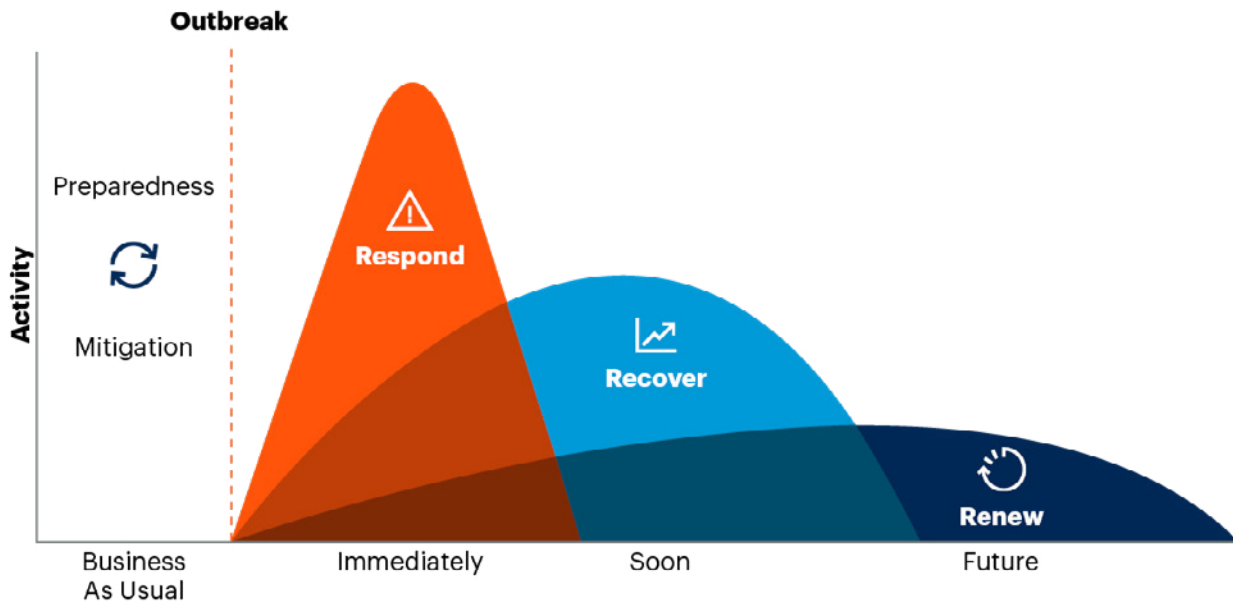 Outbreak
Activity
Preparedness
Mitigation
Respond
Recover
Renew
Business
As Usual
Immediately
Soon
Future